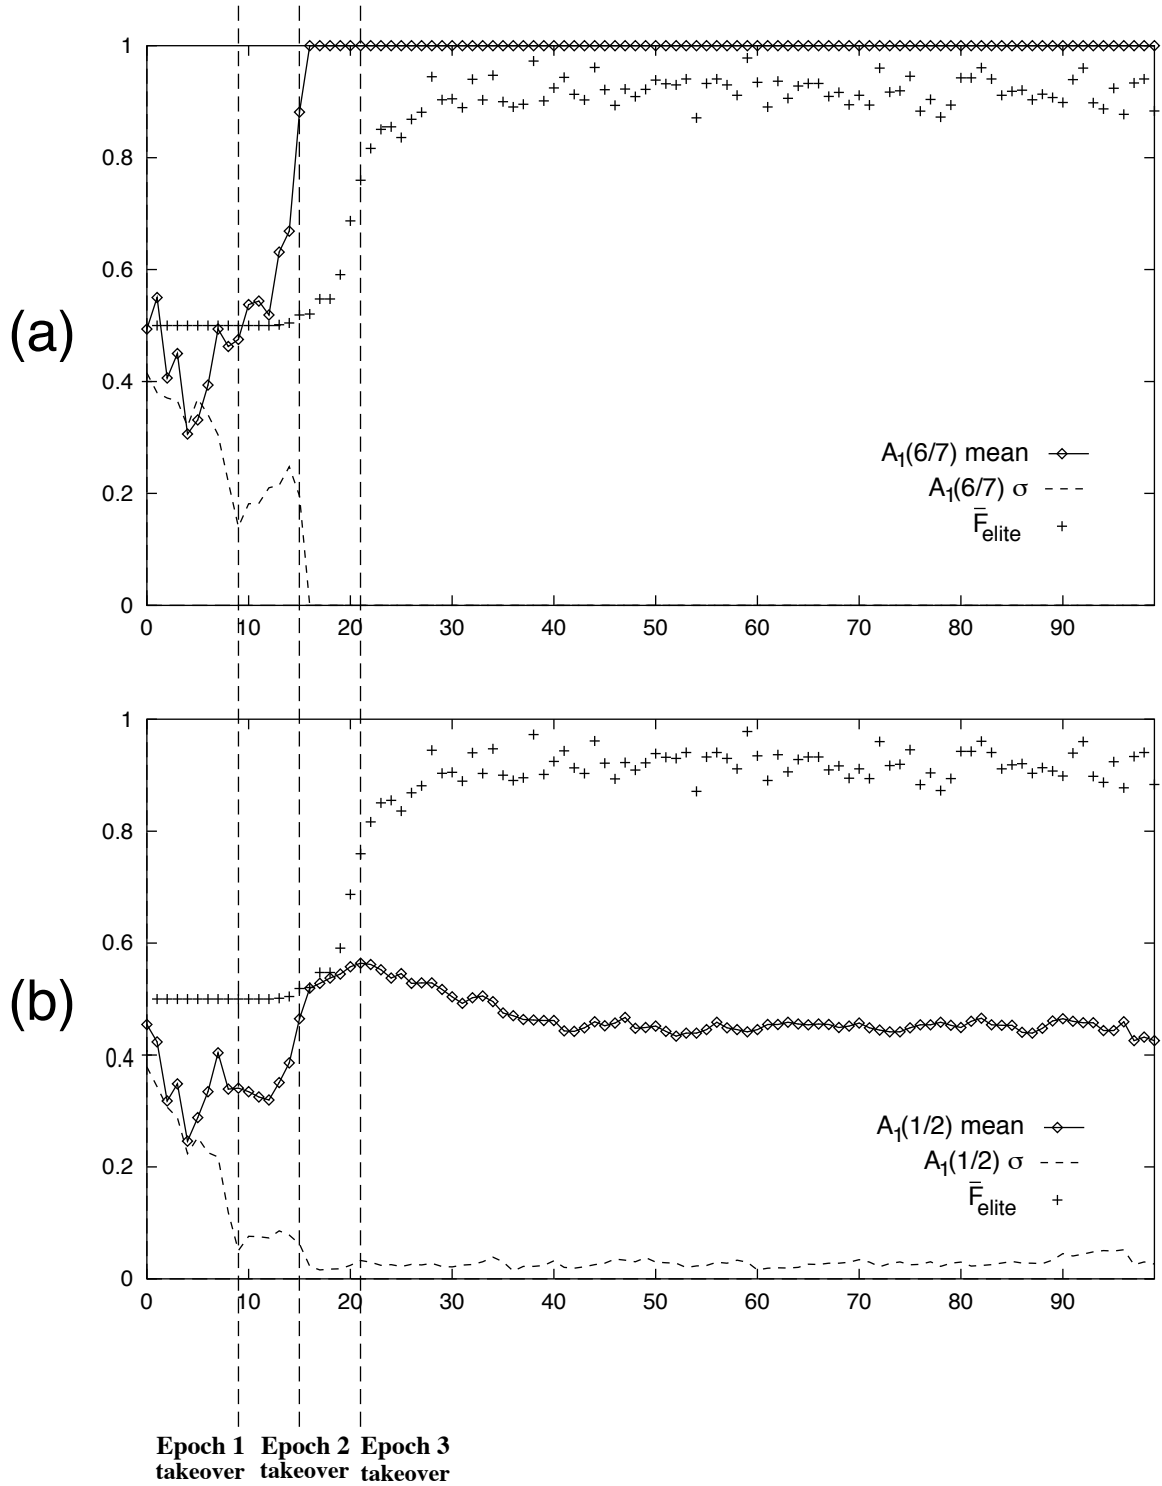 1
0.8
0.6
(a)
0.4
A1(6/7) mean
A1(6/7) σ
0.2
F̄elite
0
0 10 20 30 40 50 60 70 80 90
1
0.8
0.6
(b)
0.4
A1(1/2) mean
A1(1/2) σ
0.2
F̄elite
0
0 10 20 30 40 50 60 70 80 90
Epoch 1 Epoch 2 Epoch 3
takeover takeover takeover